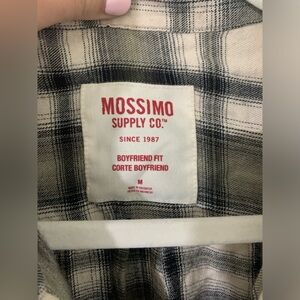 MOSSIMO
SUPPLY CO.™
SINCE 1987
BOYFRIEND FIT
CORTE BOYFRIEND
M